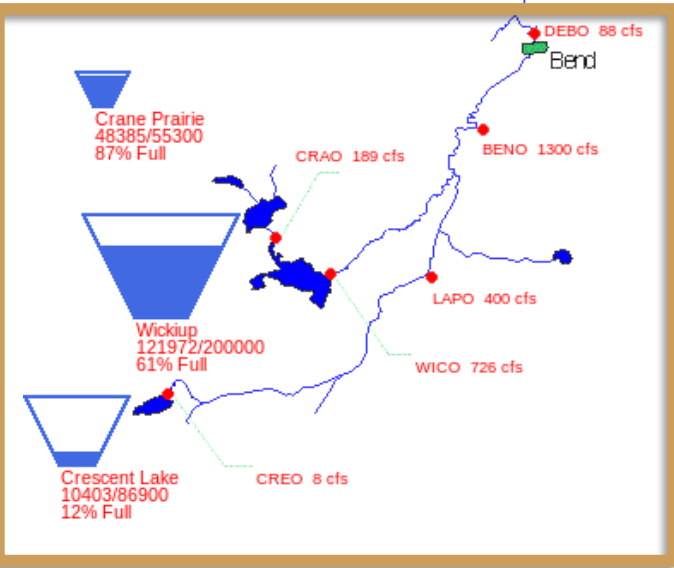 DEBO 88 cfs
Bend
Crane Prairie
48385/55300
87% Full
BENO 1300 cfs
CRAO 189 cfs
LAPO 400 cfs
Wickiup
121972/200000
61% Full
WICO 726 cfs
Crescent Lake
10403/86900
12% Full
CREO 8 cfs